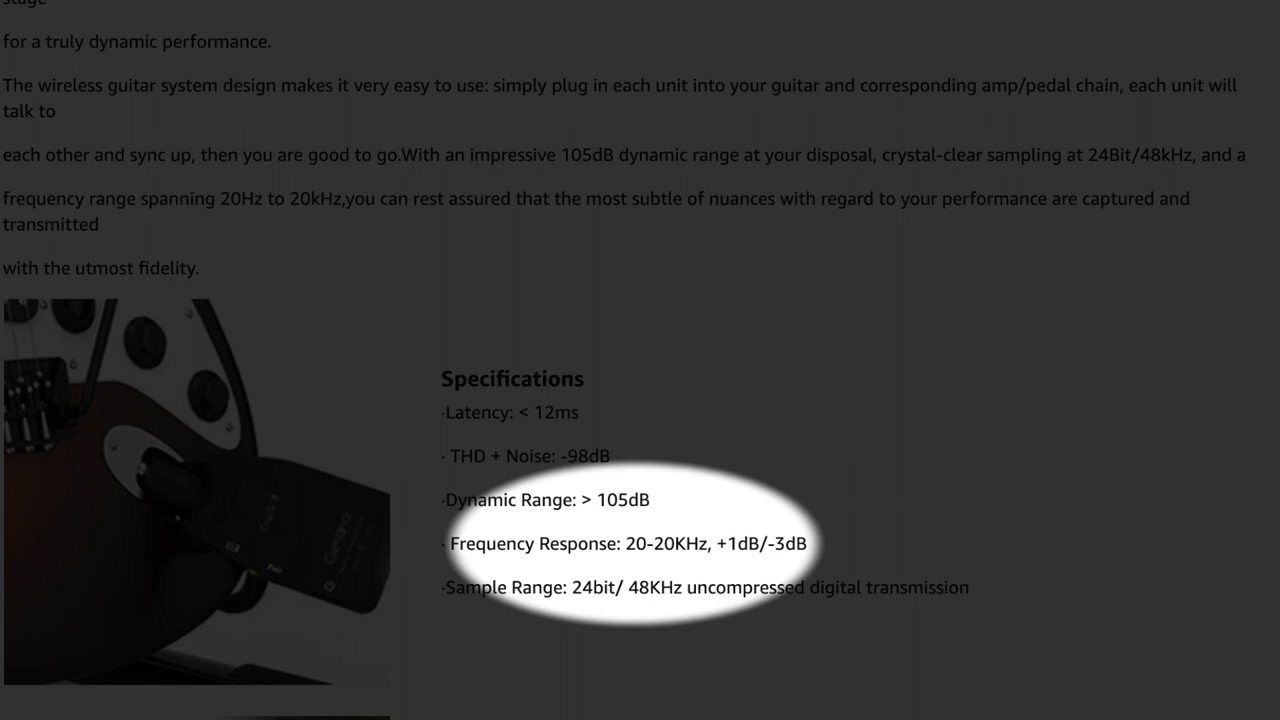 stage
for a truly dynamic performance.
The wireless guitar system design makes it very easy to use: simply plug in each unit into your guitar and corresponding amp/pedal chain, each unit will
talk to
each other and sync up, then you are good to go.With an impressive 105dB dynamic range at your disposal, crystal-clear sampling at 24Bit/48kHz, and a
frequency range spanning 20Hz to 20kHz,you can rest assured that the most subtle of nuances with regard to your performance are captured and
transmitted
with the utmost fidelity.
Specifications
·Latency: < 12ms
· THD + Noise: -98dB
·Dynamic Range: > 105dB
· Frequency Response: 20-20KHz, +1dB/-3dB
·Sample Range: 24bit/ 48KHz uncompressed digital transmission